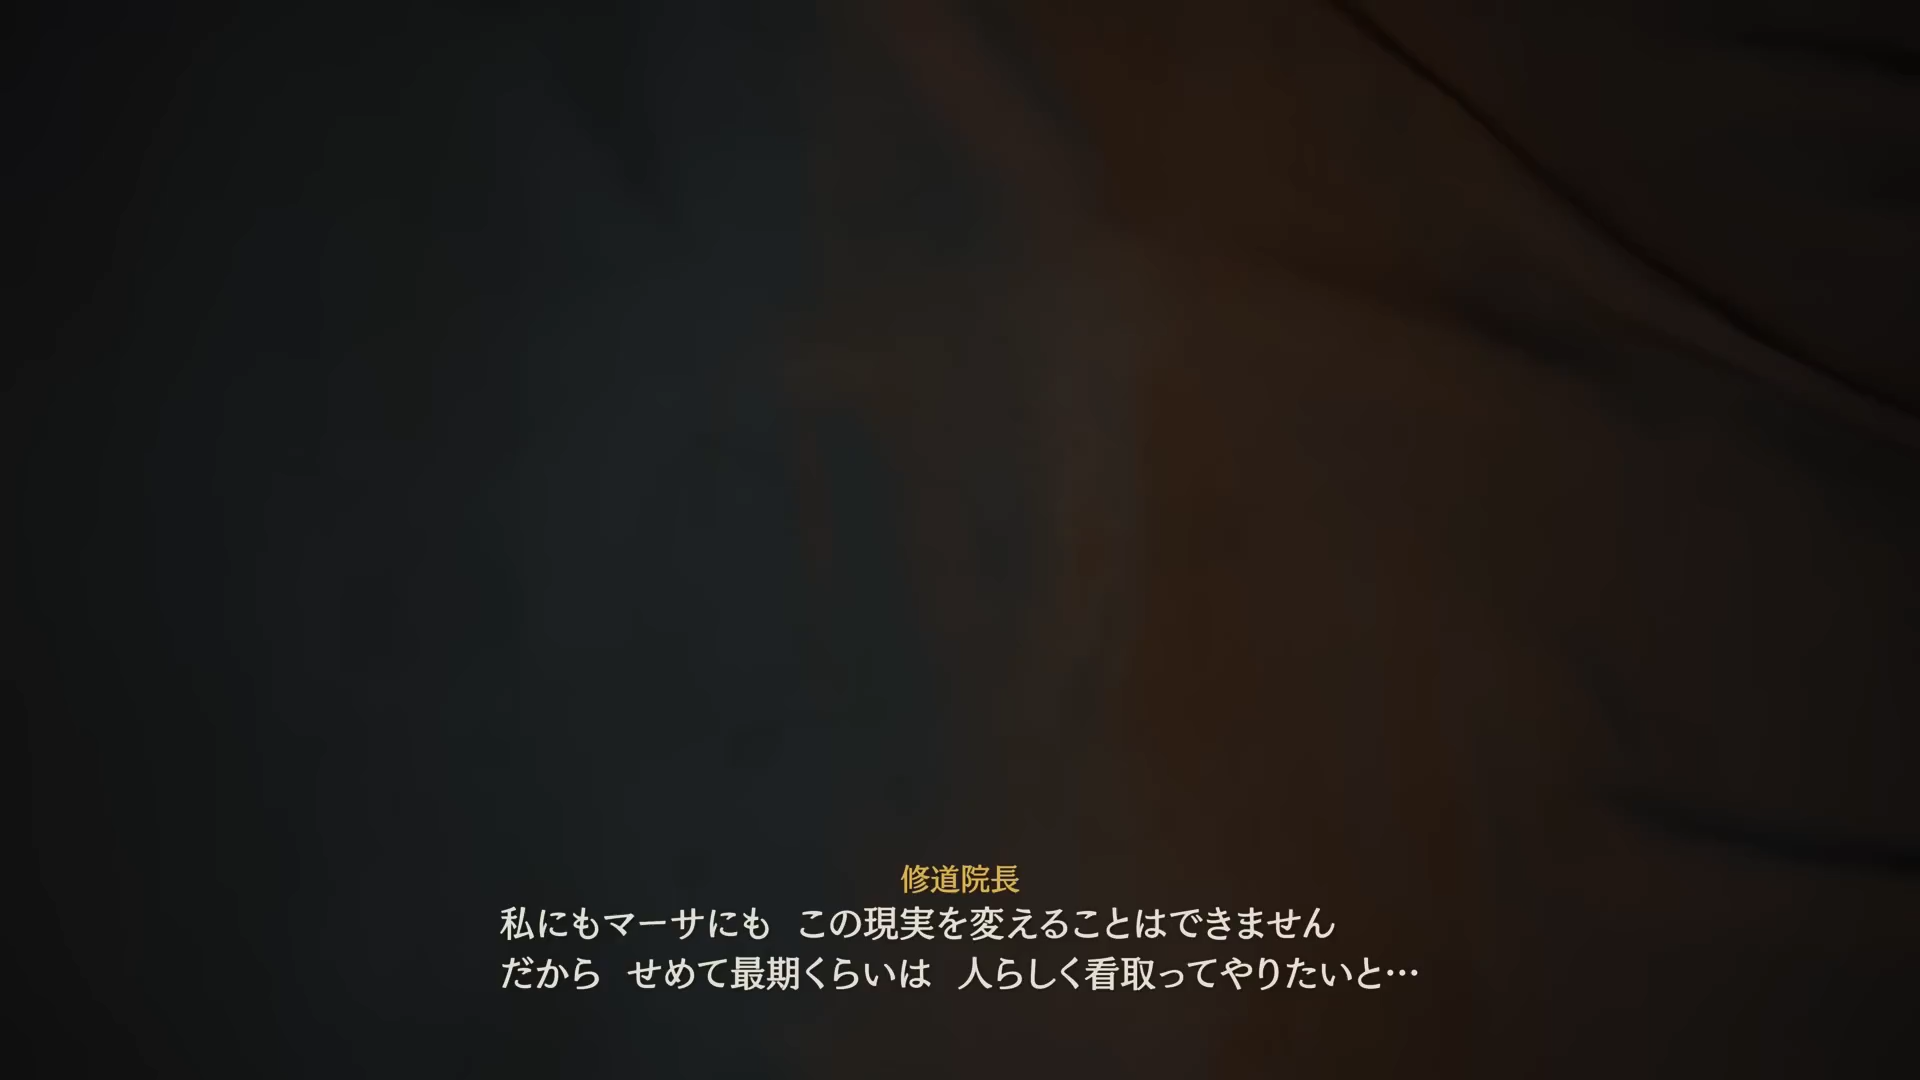 修道院長
私にもマーサにも　この現実を変えることはできません
だから　せめて最期くらいは　人らしく看取ってやりたいと…